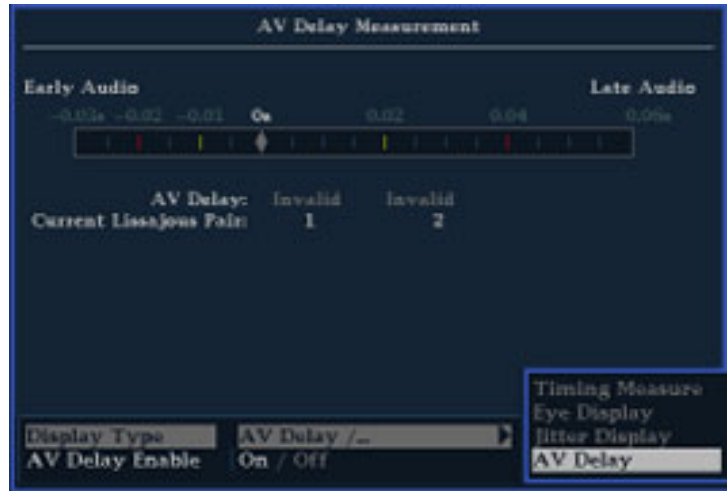 AV Delay Measurement
Early Audio Late Audio
-0.03s -0.02 -0.01 0s 0.02 0.04 0.06s
AV Delay: Invalid Invalid
Current Lissajous Pair: 1 2
Timing Measure
Eye Display
Jitter Display
AV Delay
Display Type AV Delay /...
AV Delay Enable On / Off